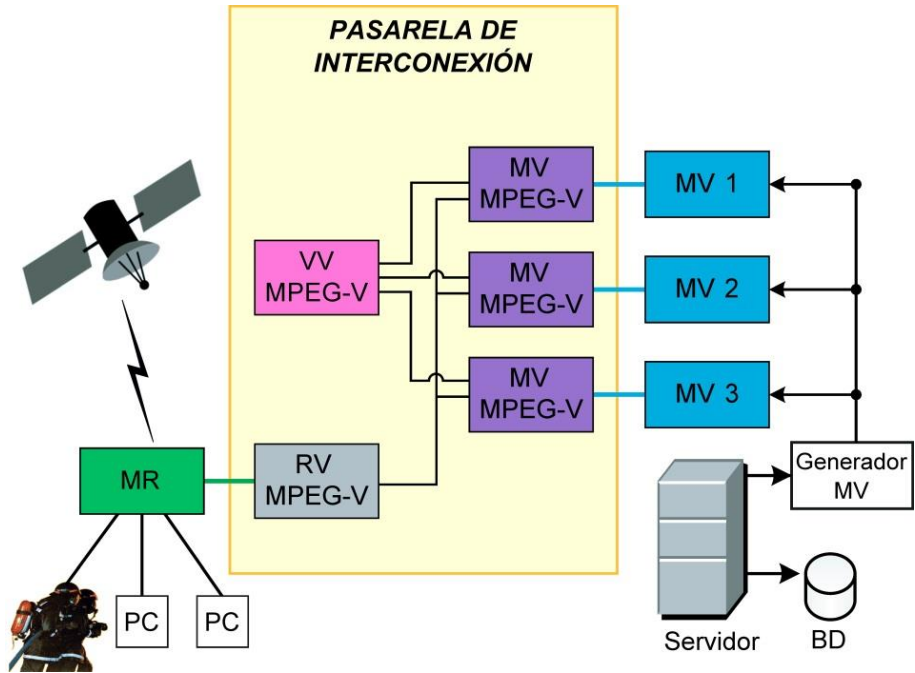 PASARELA DE
INTERCONEXIÓN
MV
MPEG-V
MV 1
VV
MPEG-V
MV
MPEG-V
MV 2
MV
MPEG-V
MV 3
MR
RV
MPEG-V
Generador
MV
PC
PC
Servidor
BD